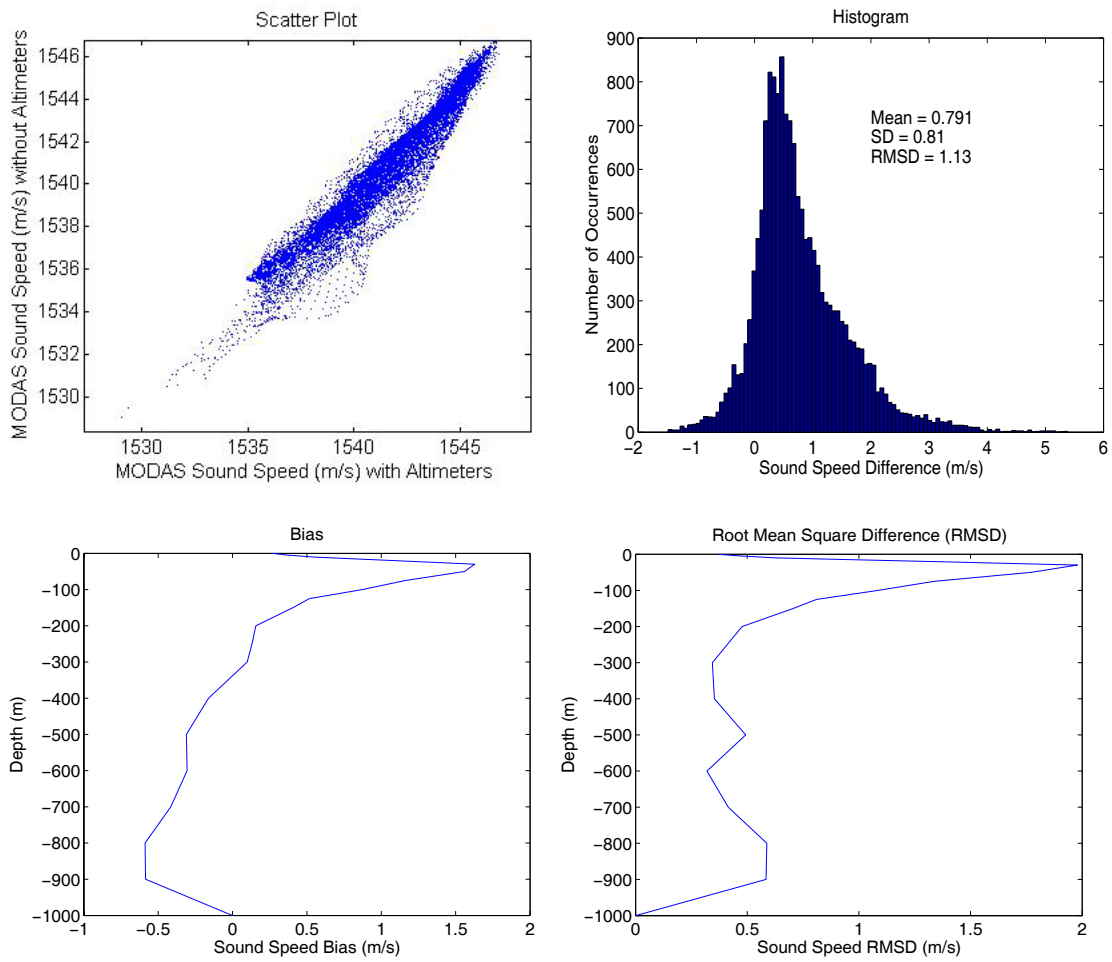 Scatter Plot
1546
1544
1542
1540
1538
1536
1534
1532
1530
1530 1535 1540 1545
MODAS Sound Speed (m/s) with Altimeters
MODAS Sound Speed (m/s) without Altimeters
Histogram
900
800
700
600
500
400
300
200
100
0
Mean = 0.791
SD = 0.81
RMSD = 1.13
−2 −1 0 1 2 3 4 5 6
Sound Speed Difference (m/s)
Number of Occurrences
Bias
0
−100
−200
−300
−400
−500
−600
−700
−800
−900
−1000
−1 −0.5 0 0.5 1 1.5 2
Sound Speed Bias (m/s)
Depth (m)
Root Mean Square Difference (RMSD)
0
−100
−200
−300
−400
−500
−600
−700
−800
−900
−1000
0 0.5 1 1.5 2
Sound Speed RMSD (m/s)
Depth (m)